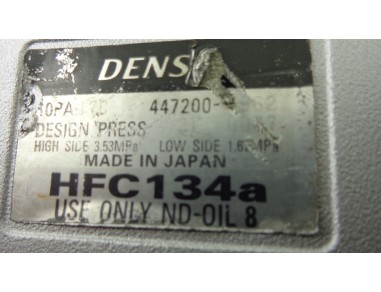 DENS
447200-
DESIGN PRESS
HIGH SIDE 3.53MPa LOW SIDE
MADE IN JAPAN
HFC134a
USE ONLY ND-OIL 8